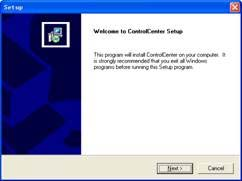 Setup
Welcome to ControlCenter Setup
This program will install ControlCenter on your computer. It
is strongly recommended that you exit all Windows
programs before running this Setup program.
Next >
Cancel